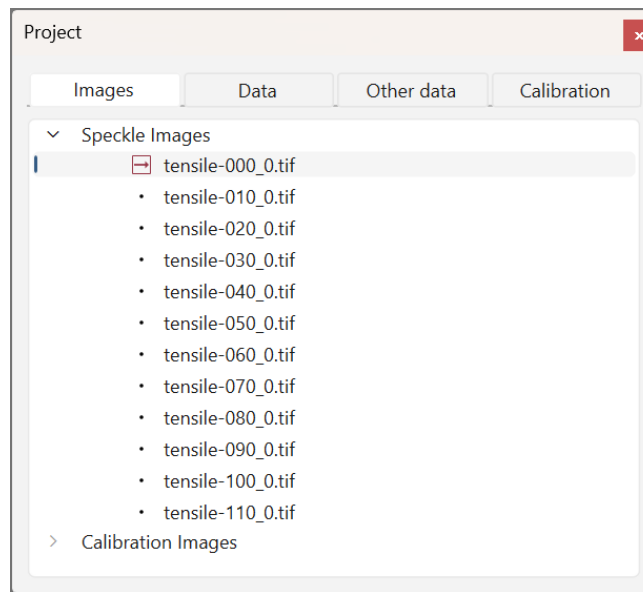 Project
Images Data Other data Calibration
Speckle Images
tensile-000_0.tif
tensile-010_0.tif
tensile-020_0.tif
tensile-030_0.tif
tensile-040_0.tif
tensile-050_0.tif
tensile-060_0.tif
tensile-070_0.tif
tensile-080_0.tif
tensile-090_0.tif
tensile-100_0.tif
tensile-110_0.tif
Calibration Images